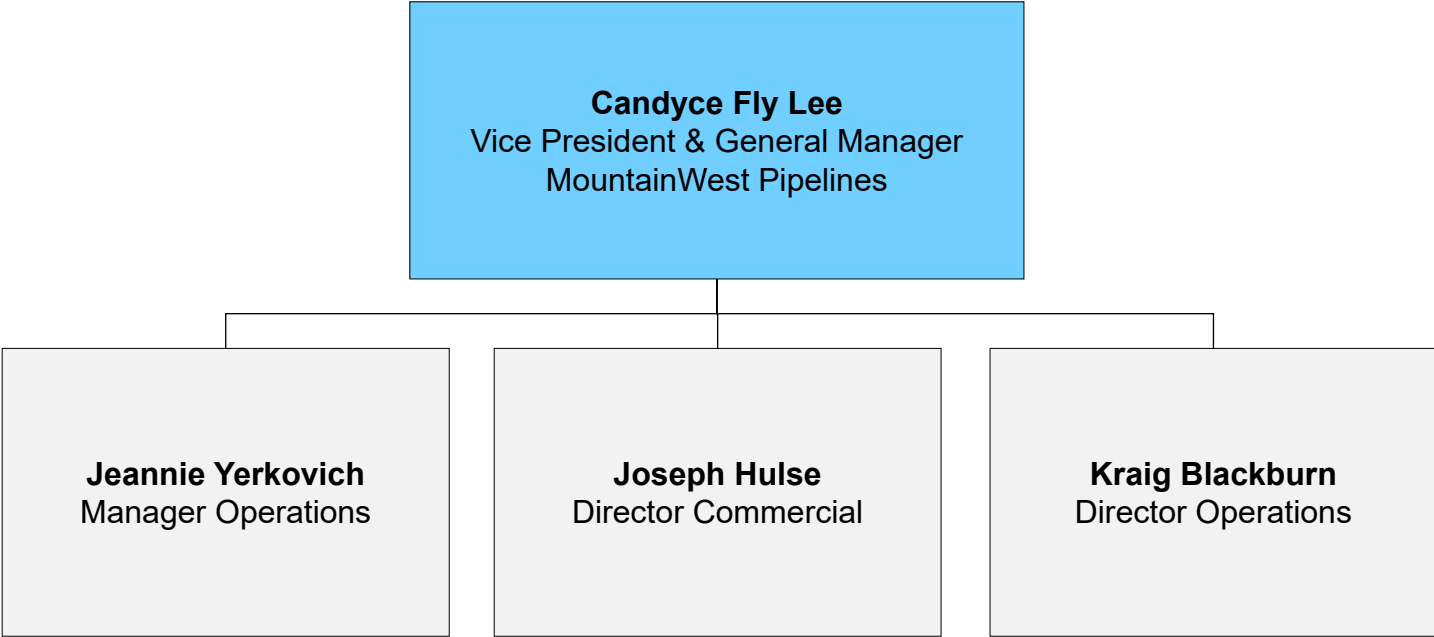 Candyce Fly Lee
Vice President & General Manager
MountainWest Pipelines
Jeannie Yerkovich
Manager Operations
Joseph Hulse
Director Commercial
Kraig Blackburn
Director Operations